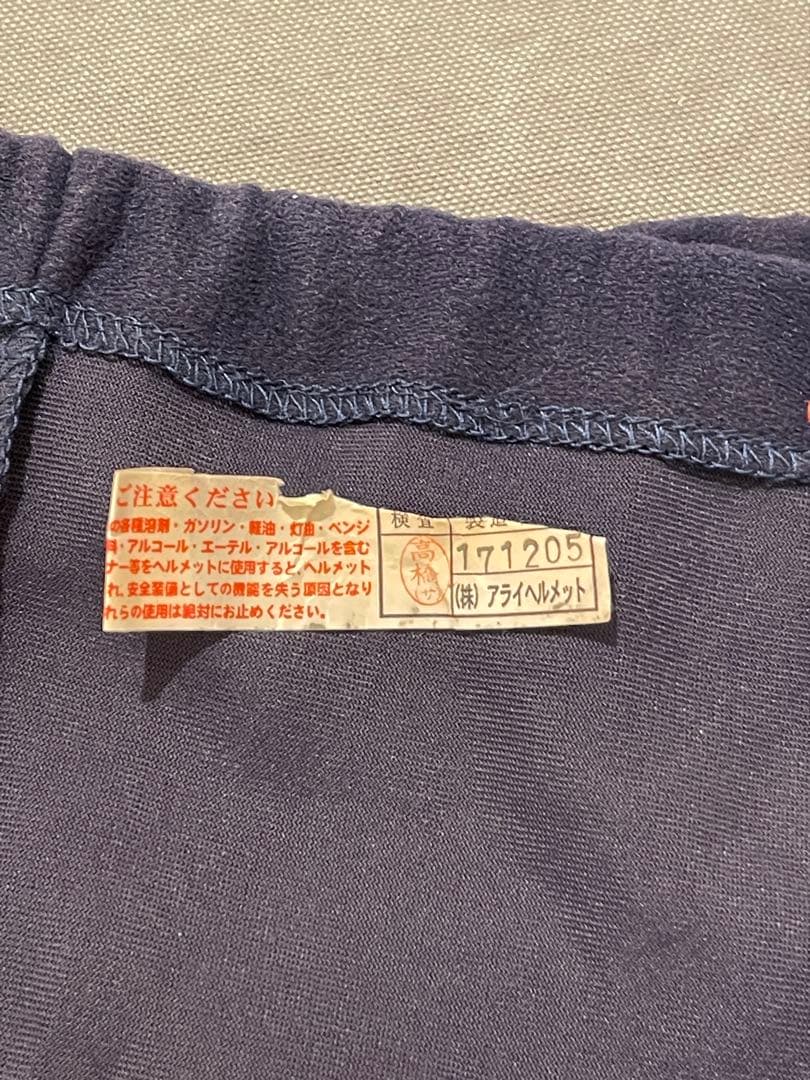 ご注意ください
の各種溶剤・ガソリン・軽油・灯油・ベンジ
料・アルコール・エーテル・アルコールを含む
ナー等をヘルメットに使用すると、ヘルメット
れ、安全装備としての機能を失う原因となり
れらの使用は絶対にお止めください。
検査 製造
高橋
(サ)
171205
(株) アライヘルメット